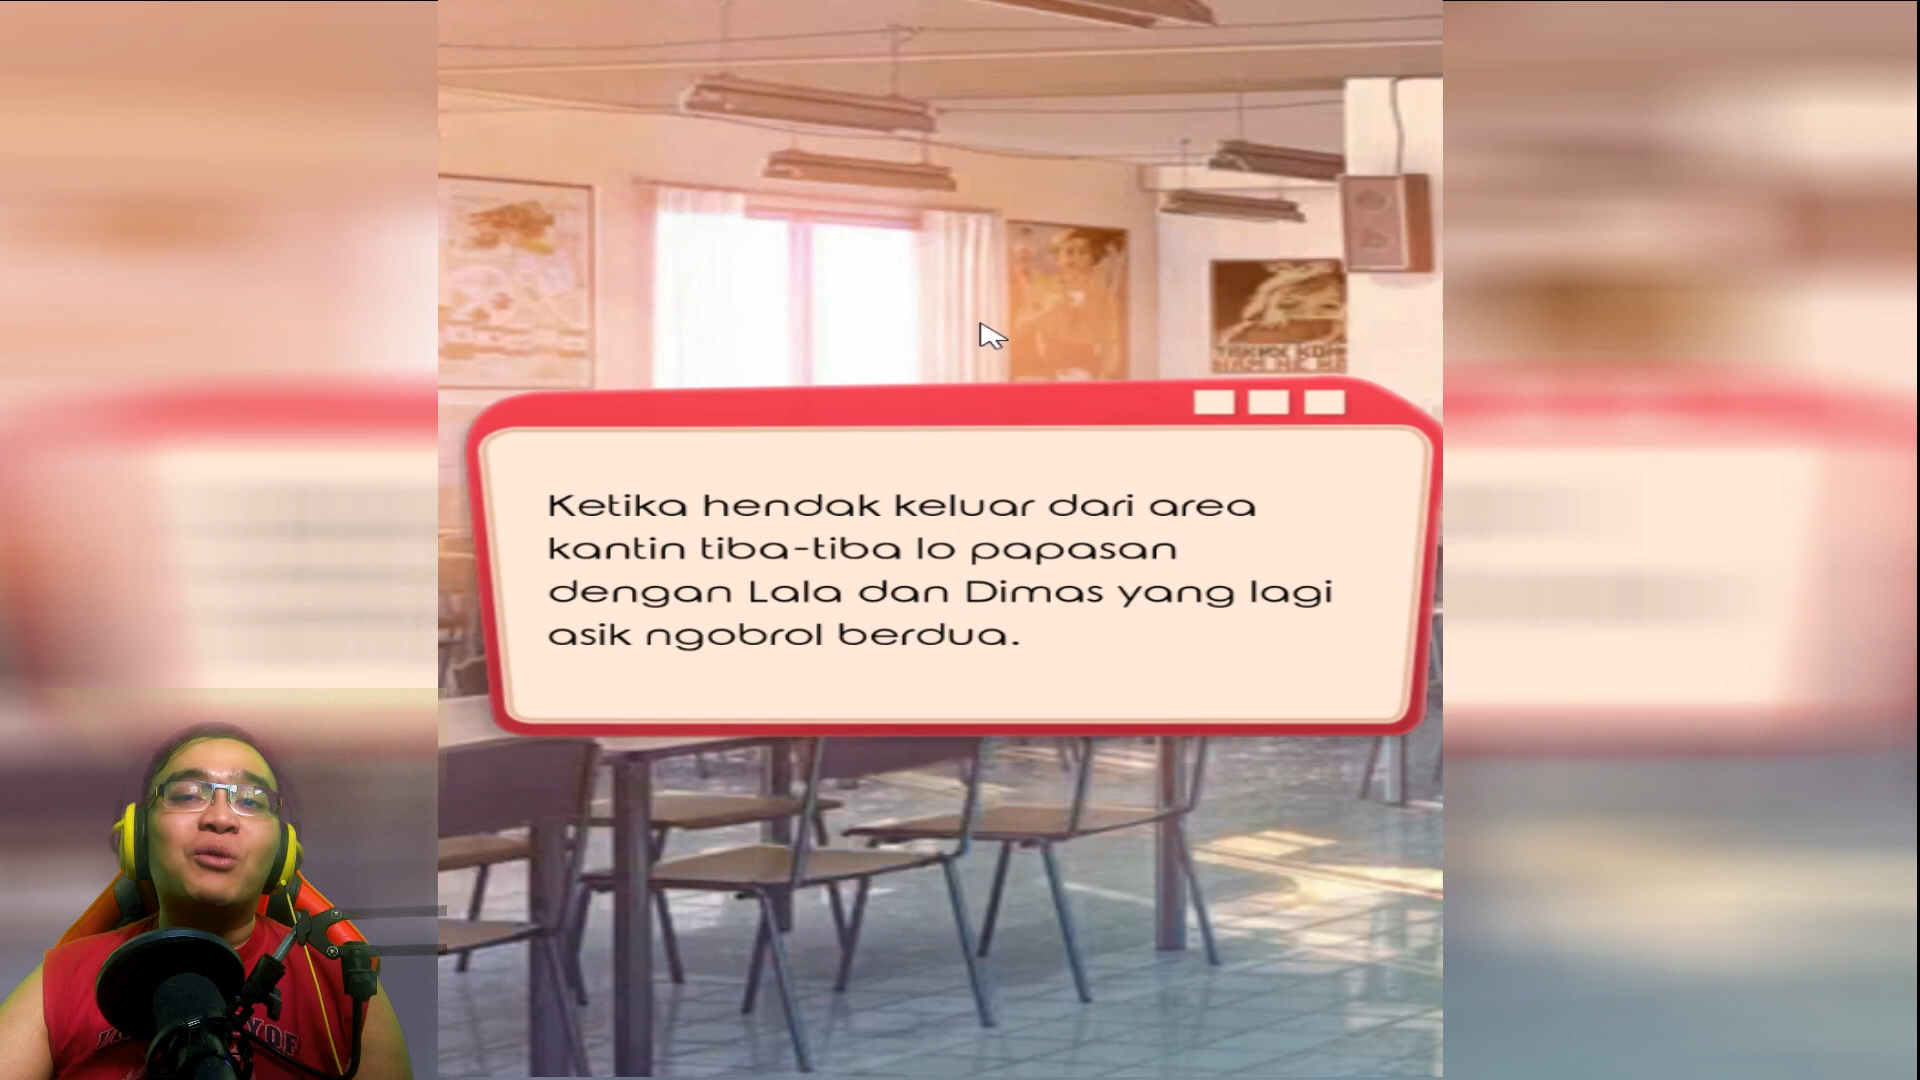 Ketika hendak keluar dari area
kantin tiba-tiba lo papasan
dengan Lala dan Dimas yang lagi
asik ngobrol berdua.